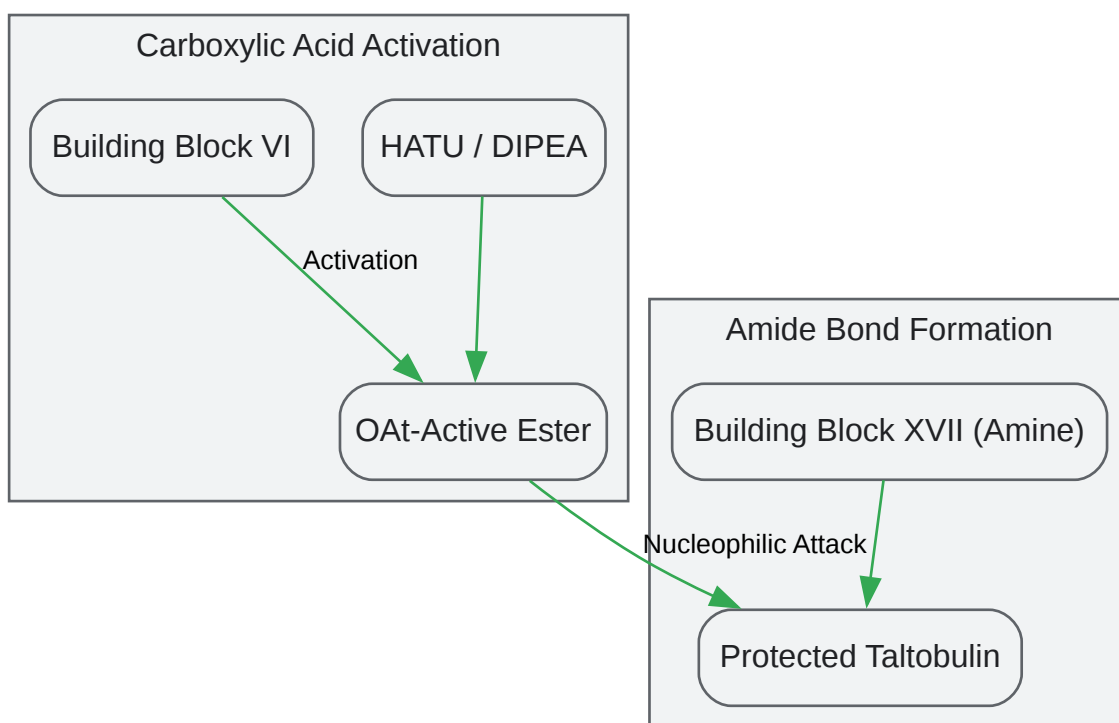 Carboxylic Acid Activation
Building Block VI
HATU / DIPEA
Activation
OAt-Active Ester
Amide Bond Formation
Building Block XVII (Amine)
Nucleophilic Attack
Protected Taltobulin